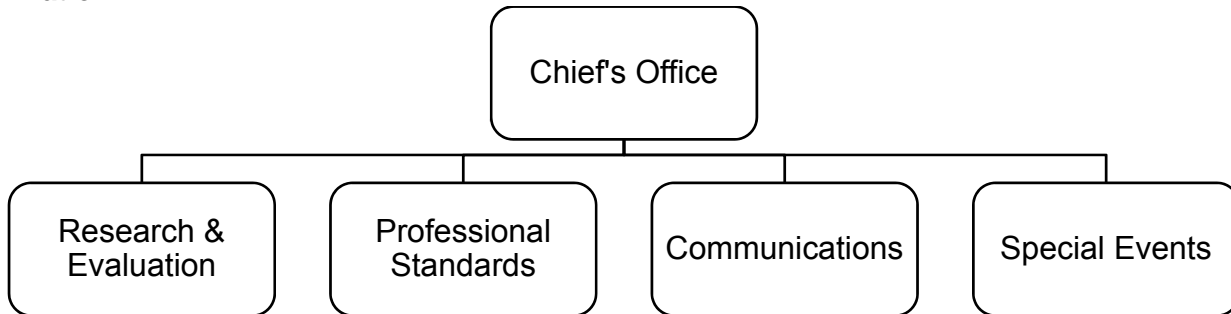 Chief's Office
Research &
Evaluation
Professional
Standards
Communications
Special Events